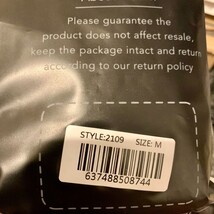 Please guarantee the
product does not affect resale,
keep the package intact and return
according to our return policy
STYLE:2109 SIZE: M
637488508744